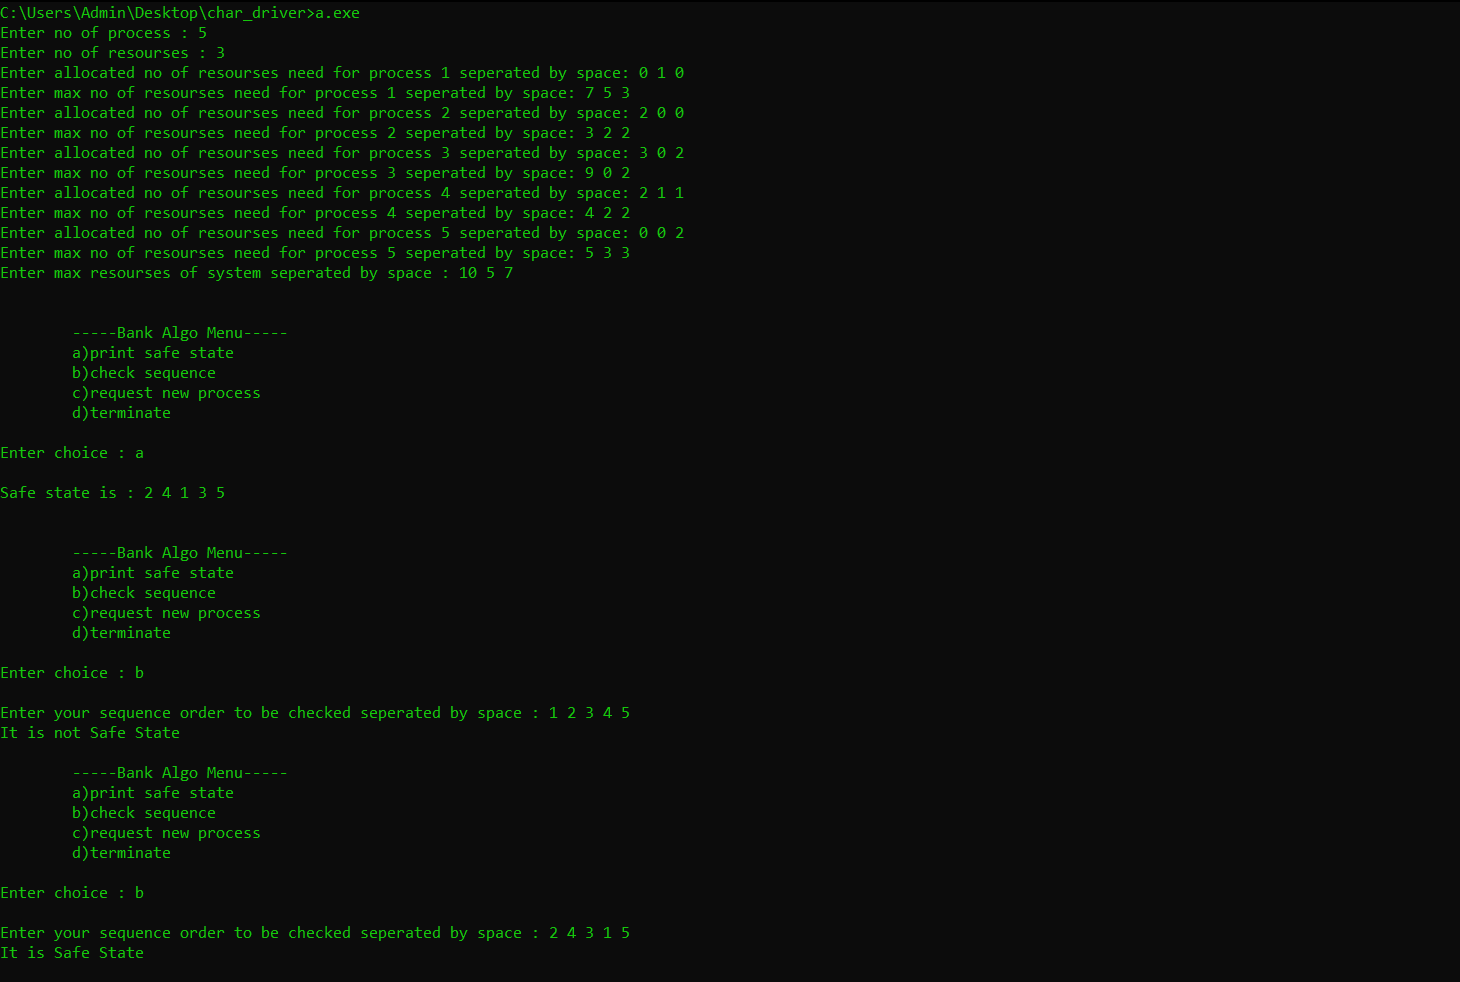 C:\Users\Admin\Desktop\char_driver>a.exe
Enter no of process : 5
Enter no of resourses : 3
Enter allocated no of resourses need for process 1 seperated by space: 0 1 0
Enter max no of resourses need for process 1 seperated by space: 7 5 3
Enter allocated no of resourses need for process 2 seperated by space: 2 0 0
Enter max no of resourses need for process 2 seperated by space: 3 2 2
Enter allocated no of resourses need for process 3 seperated by space: 3 0 2
Enter max no of resourses need for process 3 seperated by space: 9 0 2
Enter allocated no of resourses need for process 4 seperated by space: 2 1 1
Enter max no of resourses need for process 4 seperated by space: 4 2 2
Enter allocated no of resourses need for process 5 seperated by space: 0 0 2
Enter max no of resourses need for process 5 seperated by space: 5 3 3
Enter max resourses of system seperated by space : 10 5 7
-----Bank Algo Menu-----
a)print safe state
b)check sequence
c)request new process
d)terminate
Enter choice : a
Safe state is : 2 4 1 3 5
-----Bank Algo Menu-----
a)print safe state
b)check sequence
c)request new process
d)terminate
Enter choice : b
Enter your sequence order to be checked seperated by space : 1 2 3 4 5
It is not Safe State
-----Bank Algo Menu-----
a)print safe state
b)check sequence
c)request new process
d)terminate
Enter choice : b
Enter your sequence order to be checked seperated by space : 2 4 3 1 5
It is Safe State